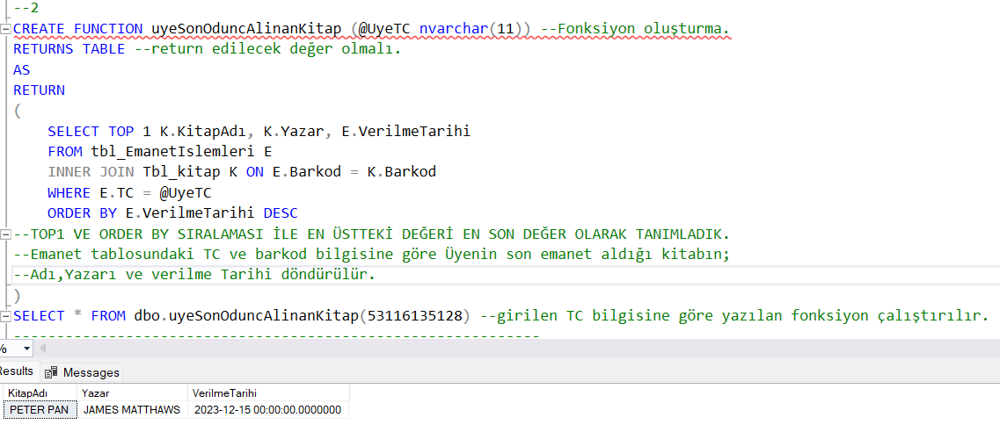 --2
CREATE FUNCTION uyeSonOduncAlinanKitap (@UyeTC nvarchar(11)) --Fonksiyon oluşturma.
RETURNS TABLE --return edilecek değer olmalı.
AS
RETURN
(
SELECT TOP 1 K.KitapAdı, K.Yazar, E.VerilmeTarihi
FROM tbl_EmanetIslemleri E
INNER JOIN Tbl_kitap K ON E.Barkod = K.Barkod
WHERE E.TC = @UyeTC
ORDER BY E.VerilmeTarihi DESC
--TOP1 VE ORDER BY SIRALAMASI İLE EN ÜSTTEKİ DEĞERİ EN SON DEĞER OLARAK TANIMLADIK.
--Emanet tablosundaki TC ve barkod bilgisine göre Üyenin son emanet aldığı kitabın;
--Adı,Yazarı ve verilme Tarihi döndürülür.
)
SELECT * FROM dbo.uyeSonOduncAlinanKitap(53116135128) --girilen TC bilgisine göre yazılan fonksiyon çalıştırılır.
-------------------------------------------------------------
%
Results Messages
KitapAdı Yazar VerilmeTarihi
PETER PAN JAMES MATTHAWS 2023-12-15 00:00:00.0000000